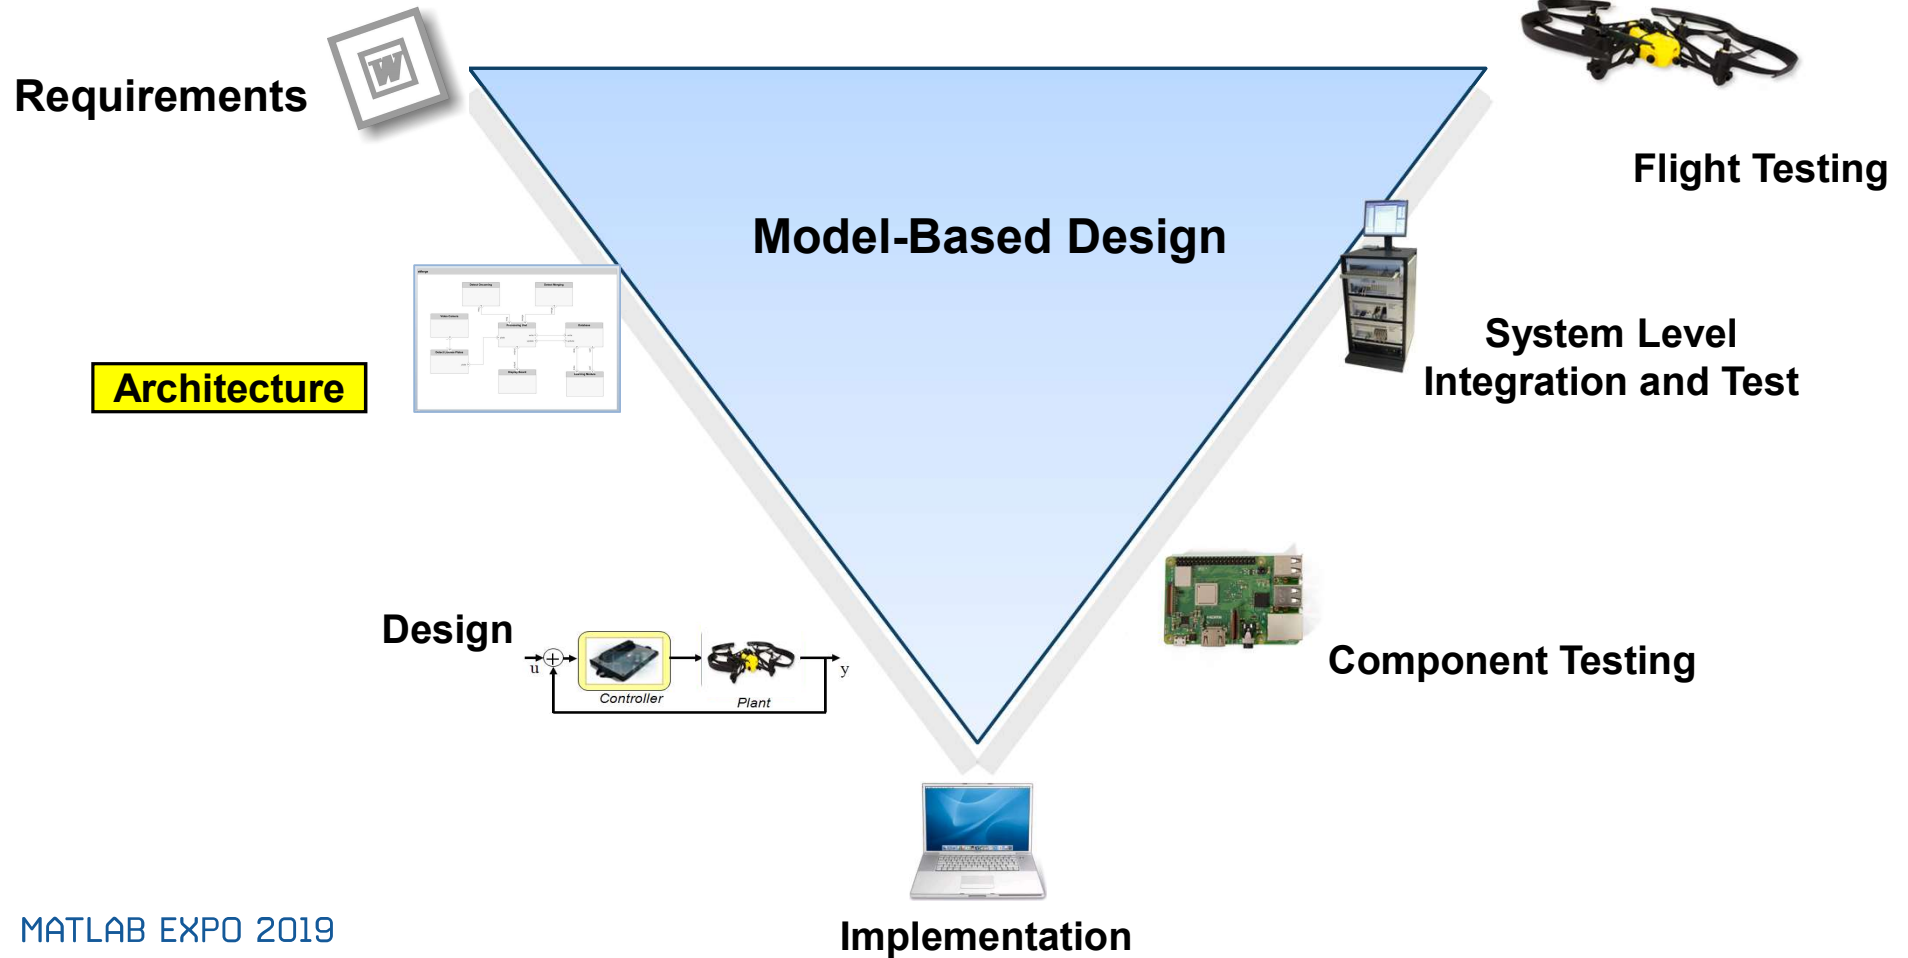 Requirements
W
Flight Testing
Model-Based Design
Architecture
System Level
Integration and Test
Design
u
y
Controller
Plant
Component Testing
Implementation
MATLAB EXPO 2019